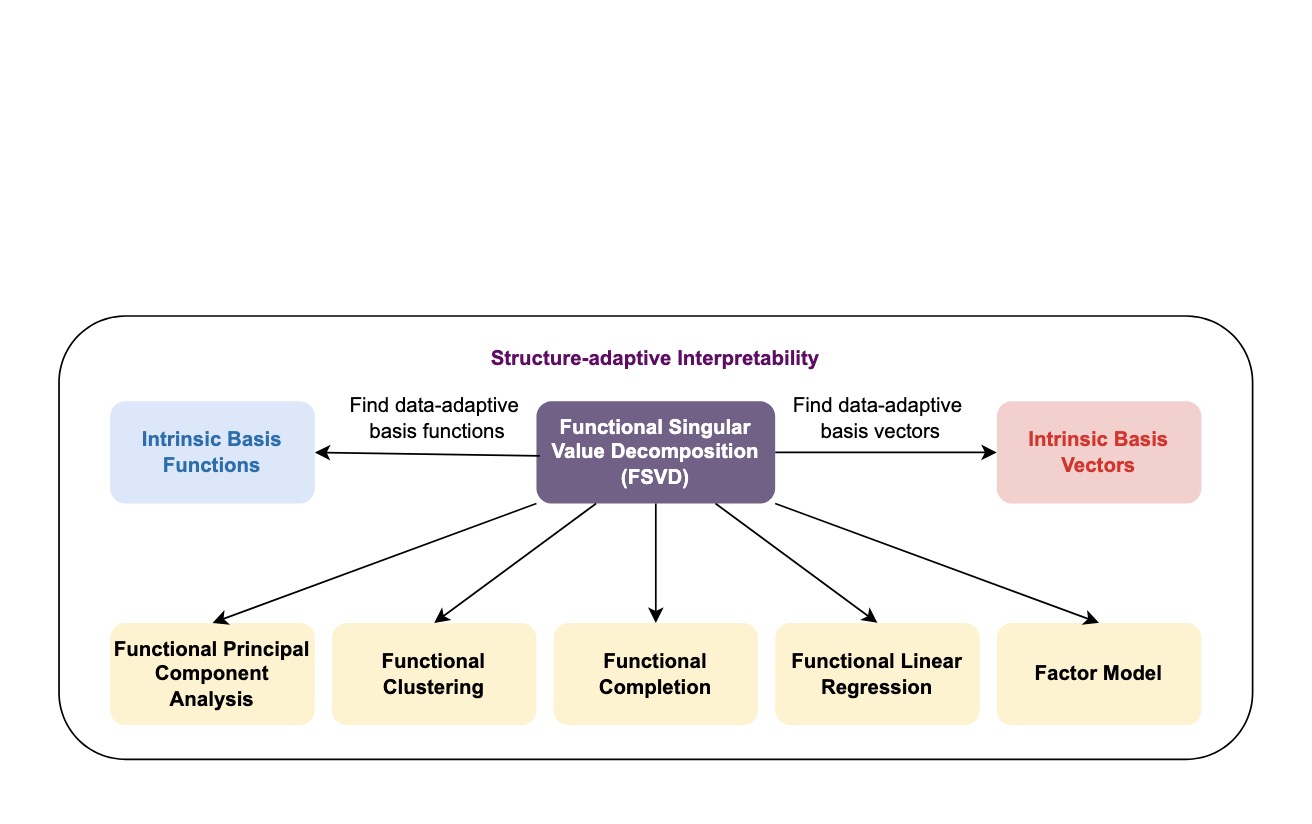 Structure-adaptive Interpretability
Find data-adaptive
basis functions
Find data-adaptive
basis vectors
Intrinsic Basis
Functions
Functional Singular
Value Decomposition
(FSVD)
Intrinsic Basis
Vectors
Functional Principal
Component
Analysis
Functional
Clustering
Functional
Completion
Functional Linear
Regression
Factor Model